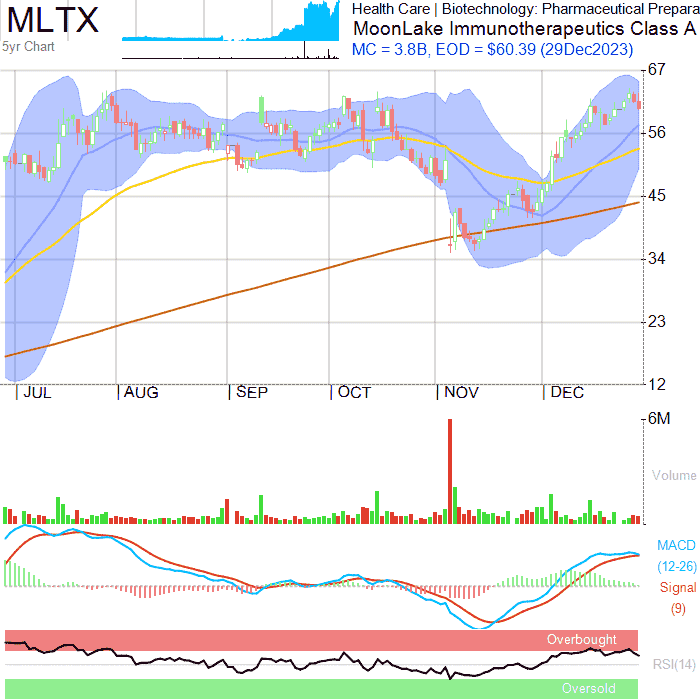 MLTX
5yr Chart
Health Care | Biotechnology: Pharmaceutical Prepara
MoonLake Immunotherapeutics Class A
MC = 3.8B, EOD = $60.39 (29Dec2023)
67
56
45
34
23
12
JUL AUG SEP OCT NOV DEC
6M
Volume
MACD
(12-26)
Signal
(9)
Overbought
RSI(14)
Oversold